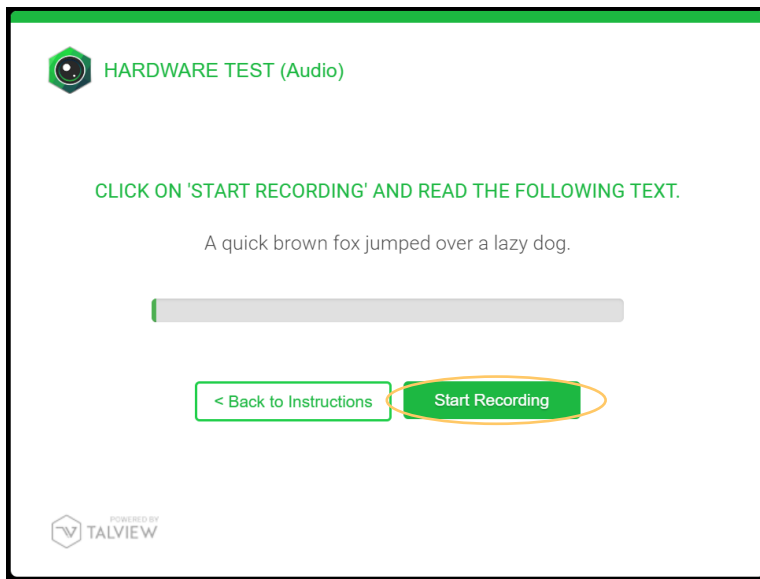 HARDWARE TEST (Audio)
CLICK ON 'START RECORDING' AND READ THE FOLLOWING TEXT.
A quick brown fox jumped over a lazy dog.
< Back to Instructions
Start Recording
POWERED BY
TALVIEW